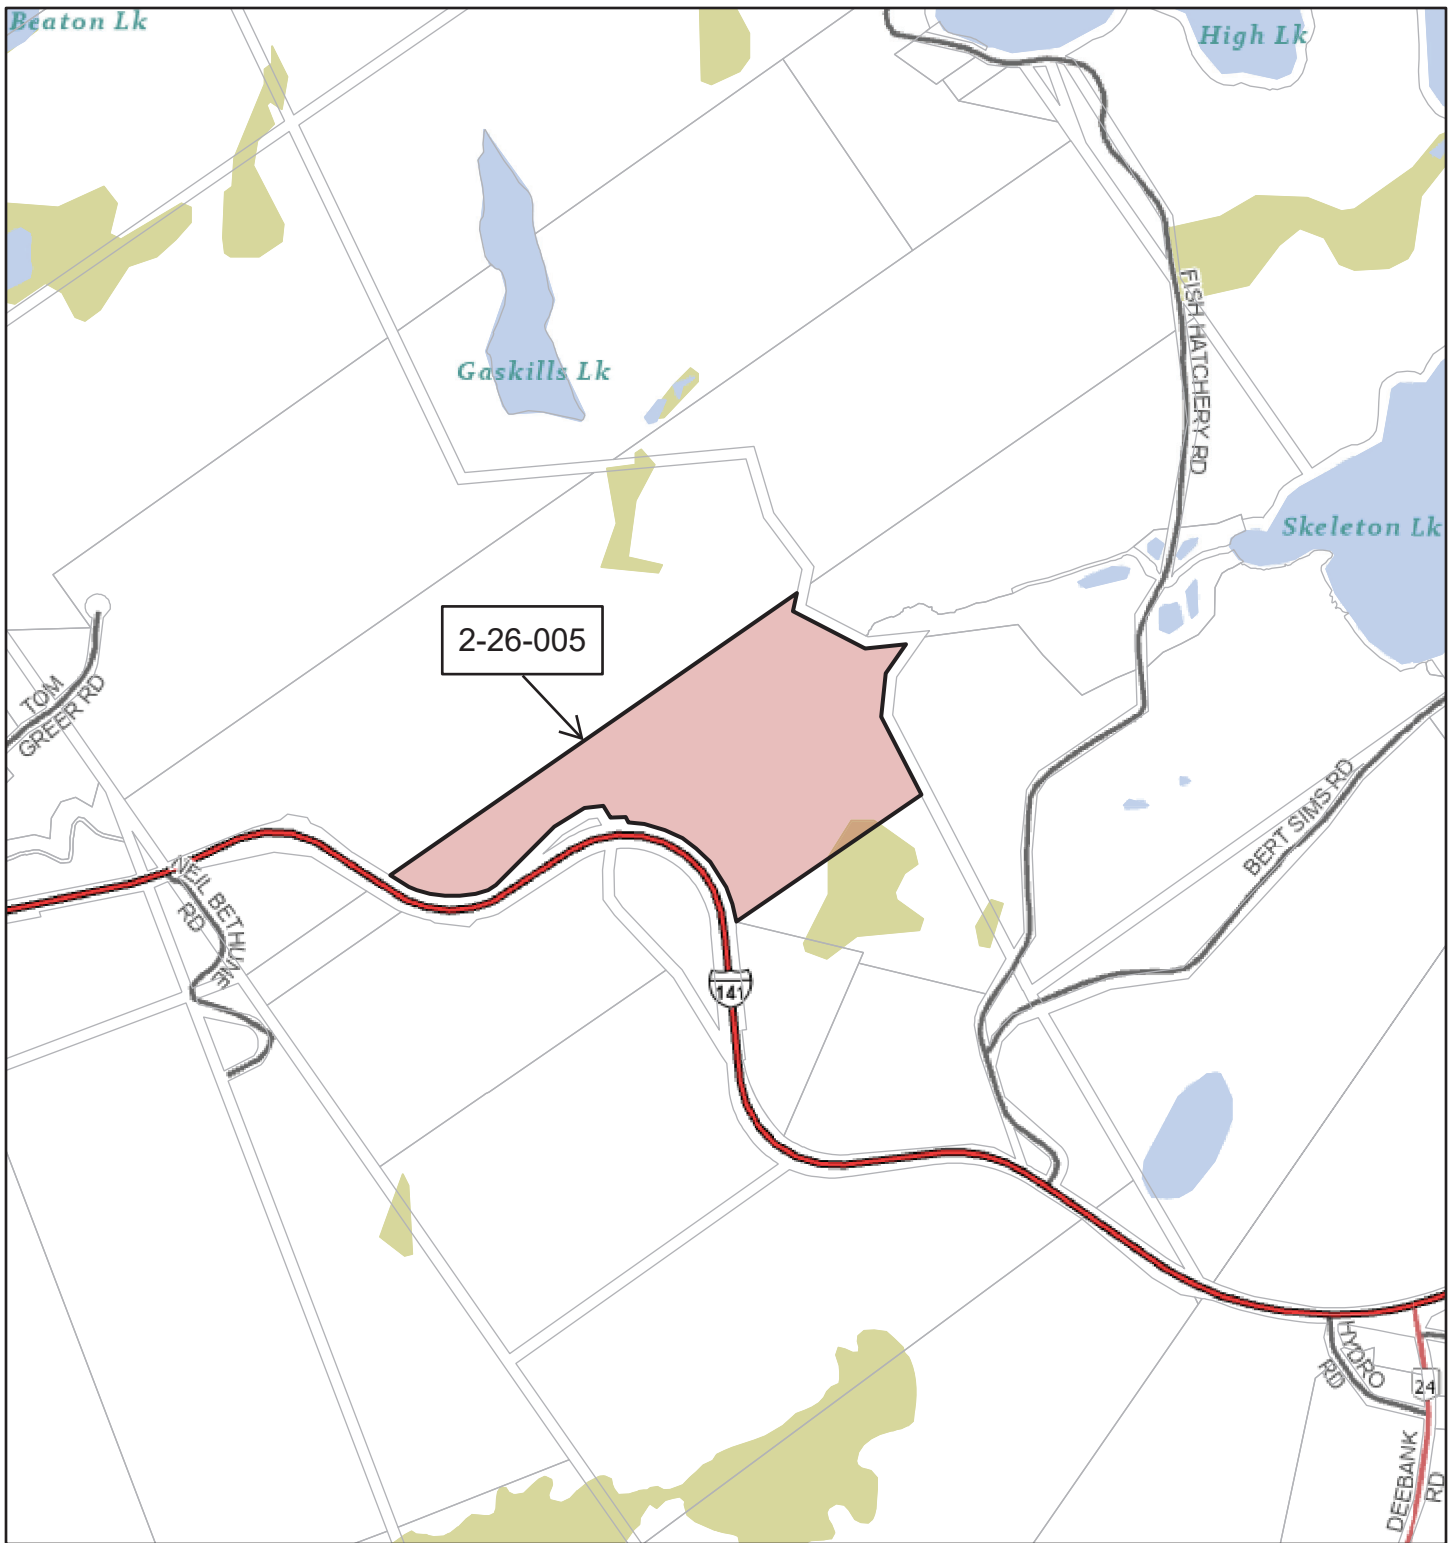 Beaton Lk
High Lk
Gaskills Lk
FISH HATCHERY RD
Skeleton Lk
2-26-005
TOM
GREER RD
BERT SIMS RD
NEIL BETHUNE
RD
141
HYDRO
RD
24
DEEBANK
RD